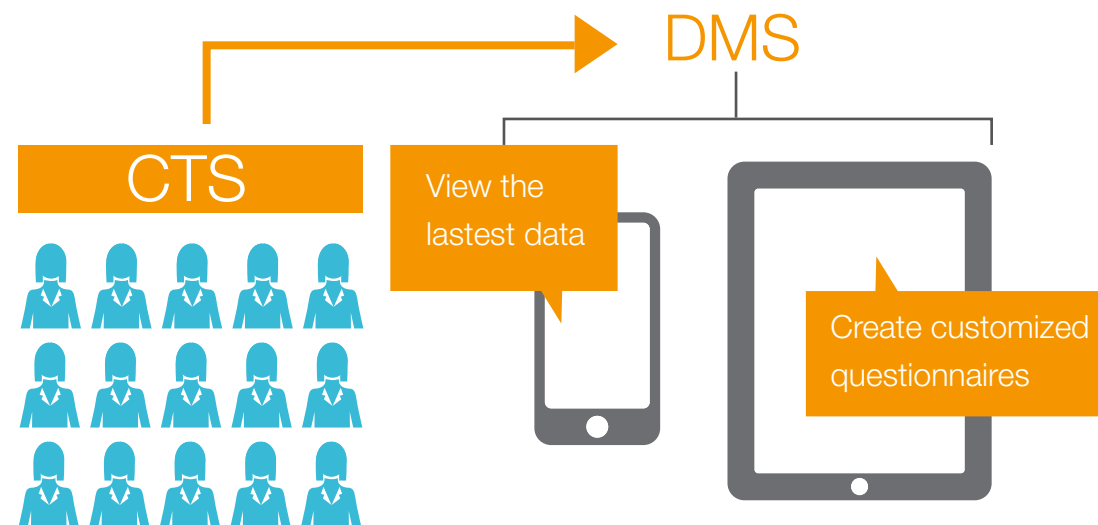 DMS
CTS
View the
lastest data
Create customized
questionnaires